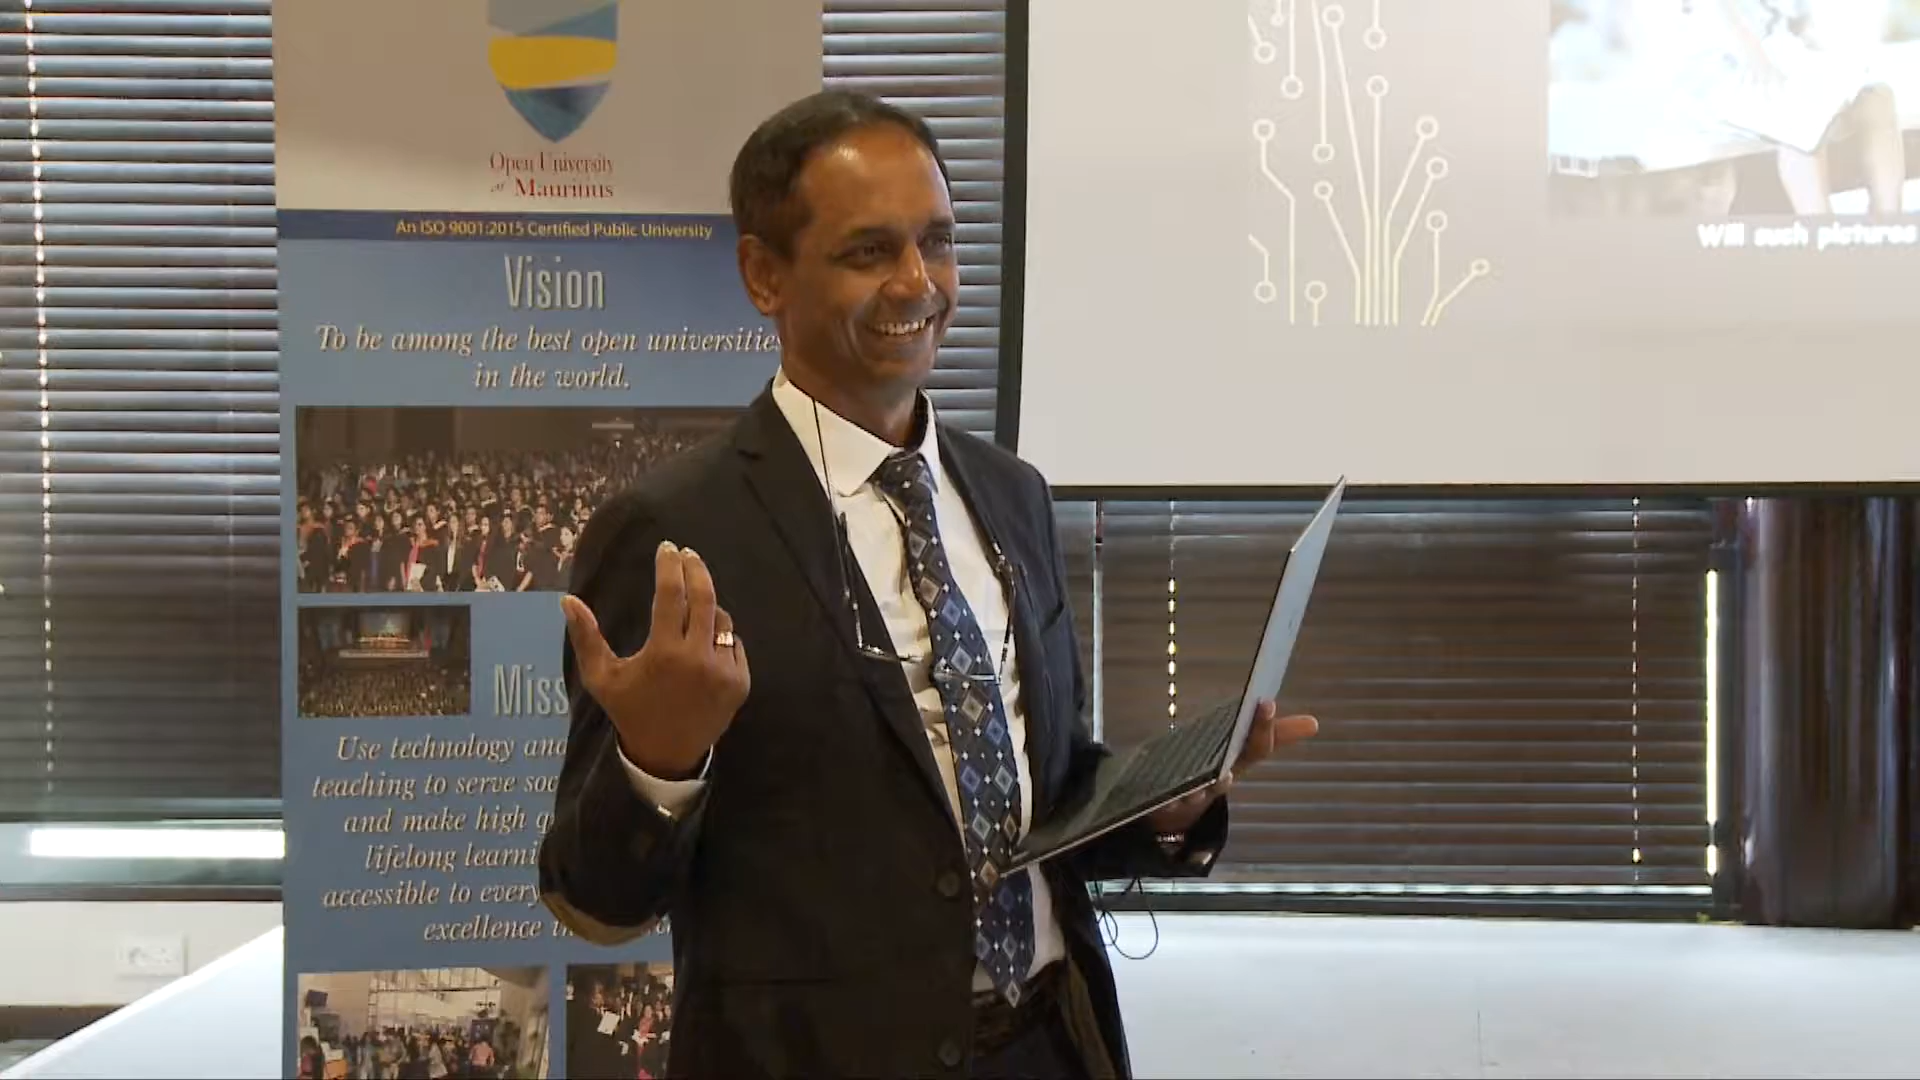 Open University
of Mauritius
An ISO 9001:2015 Certified Public University
Vision
To be among the best open universities
in the world.
Miss
Use technology and
teaching to serve soc
and make high q
lifelong learni
accessible to every
excellence in
Will such pictures